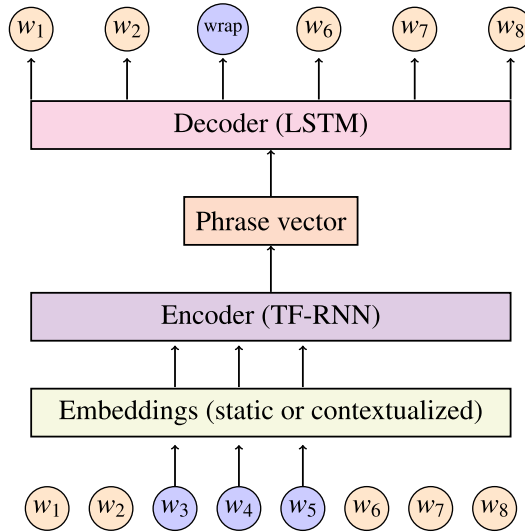 w₁ w₂ wrap w₆ w₇ w₈
Decoder (LSTM)
Phrase vector
Encoder (TF-RNN)
Embeddings (static or contextualized)
w₁ w₂ w₃ w₄ w₅ w₆ w₇ w₈